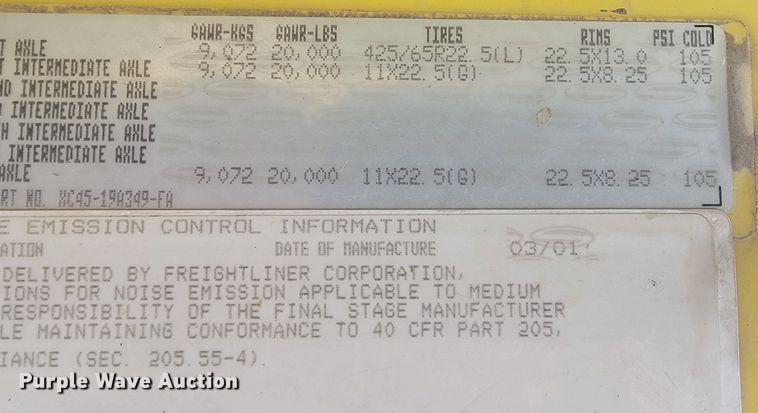 GAWR-KGS GAWR-LBS TIRES RIMS PSI COLD
T AXLE 9,072 20,000 425/65R22.5(L) 22.5X13.0 105
T INTERMEDIATE AXLE 9,072 20,000 11X22.5(G) 22.5X8.25 105
ND INTERMEDIATE AXLE
INTERMEDIATE AXLE
H INTERMEDIATE AXLE
INTERMEDIATE AXLE
AXLE 9,072 20,000 11X22.5(G) 22.5X8.25 105
RT NO. XC45-19A349-FA
E EMISSION CONTROL INFORMATION
ATION DATE OF MANUFACTURE 03/01
DELIVERED BY FREIGHTLINER CORPORATION,
IONS FOR NOISE EMISSION APPLICABLE TO MEDIUM
RESPONSIBILITY OF THE FINAL STAGE MANUFACTURER
LE MAINTAINING CONFORMANCE TO 40 CFR PART 205,
IANCE (SEC. 205.55-4).
Purple Wave Auction